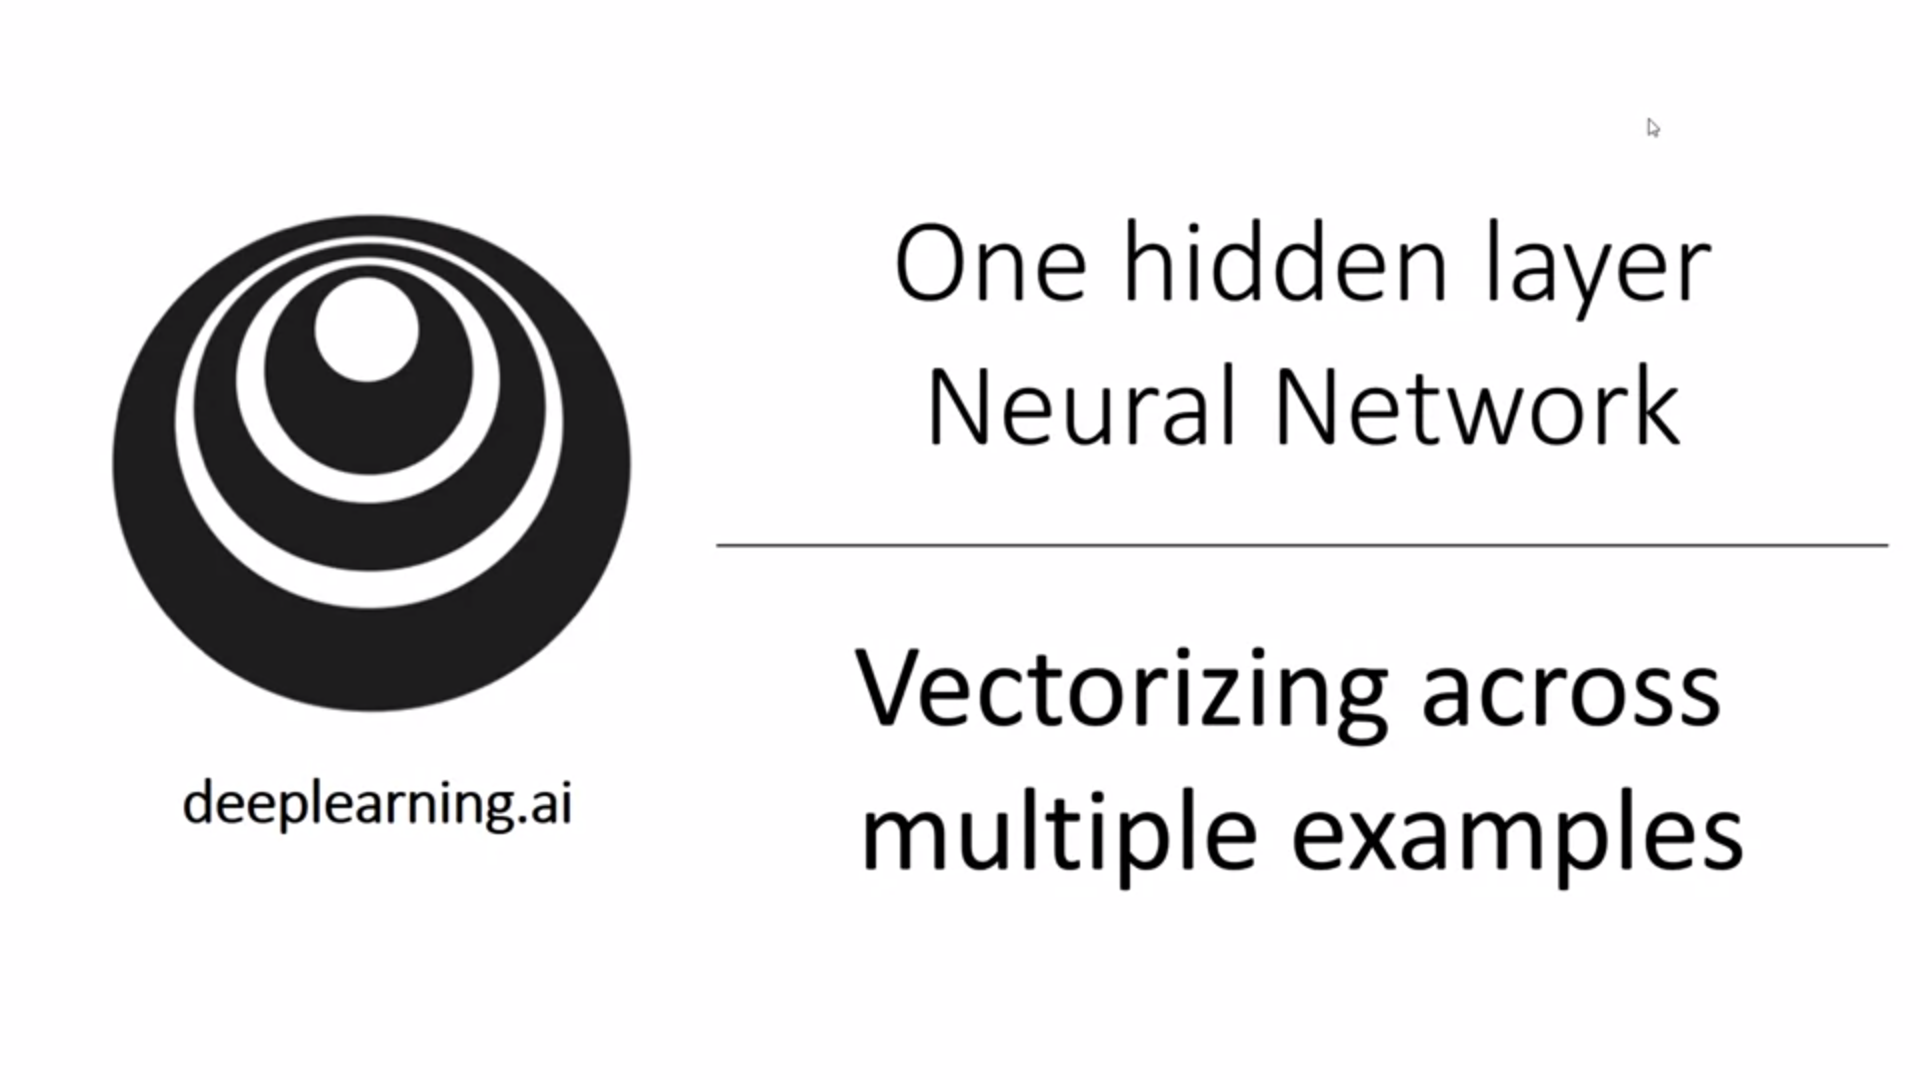 One hidden layer
Neural Network
Vectorizing across
multiple examples
deeplearning.ai